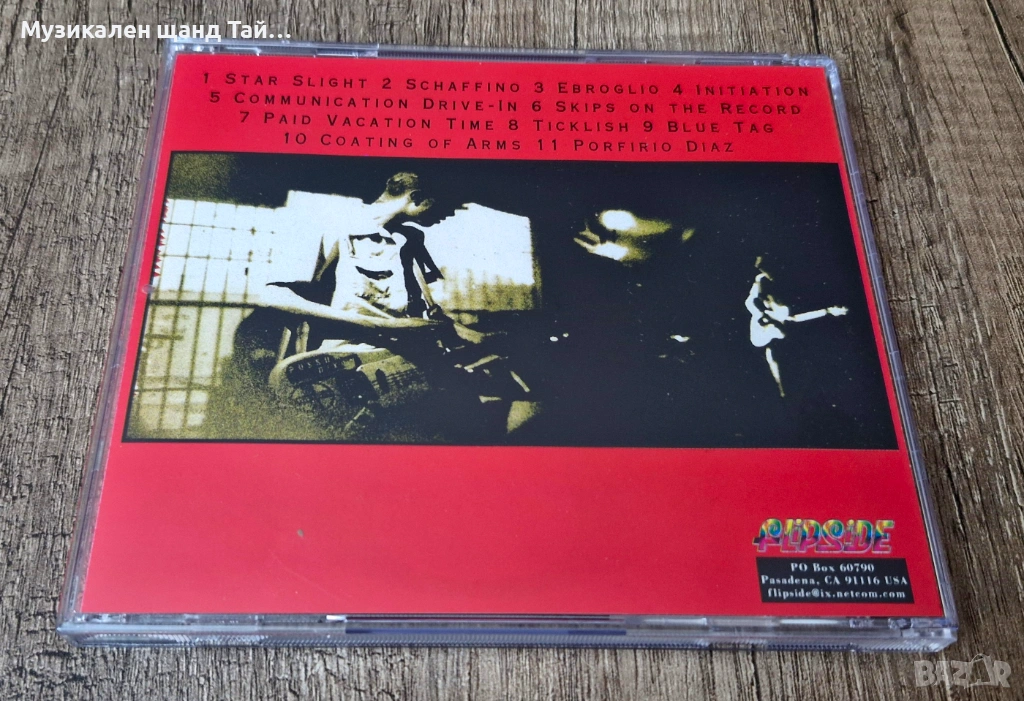 Музикален щанд Тай...
1 Star Slight 2 Schaffino 3 Ebroglio 4 Initiation
5 Communication Drive-In 6 Skips on the Record
7 Paid Vacation Time 8 Ticklish 9 Blue Tag
10 Coating of Arms 11 Porfirio Diaz
FLIPSIDE
PO Box 60790
Pasadena, CA 91116 USA
flipside@ix.netcom.com
BAZAR